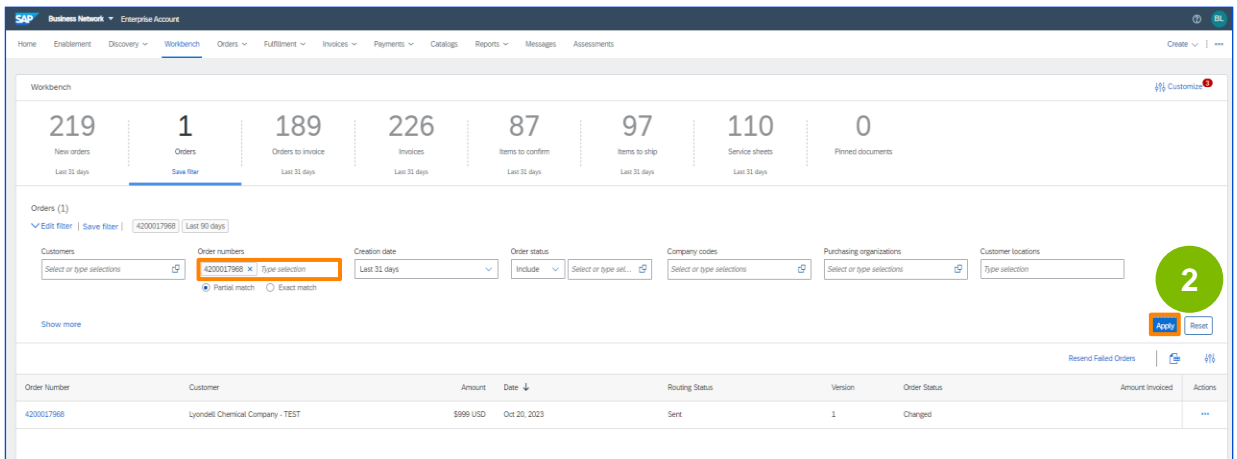 SAP Business Network Enterprise Account
BL
Home Enablement Discovery Workbench Orders Fulfillment Invoices Payments Catalogs Reports Messages Assessments Create
Workbench
Customize 3
219 1 189 226 87 97 110 0
New orders Orders Orders to invoice Invoices Items to confirm Items to ship Service sheets Pinned documents
Last 31 days Save filter Last 31 days Last 31 days Last 31 days Last 31 days Last 31 days
Orders (1)
Edit filter | Save filter | 4200017968 Last 90 days
Customers Order numbers Creation date Order status Company codes Purchasing organizations Customer locations
Select or type selections 4200017968 × Type selection Last 31 days Include Select or type sel... Select or type selections Select or type selections Type selection
Partial match Exact match
2
Show more
Apply Reset
Resend Failed Orders
Order Number Customer Amount Date ↓ Routing Status Version Order Status Amount Invoiced Actions
4200017968 Lyondell Chemical Company - TEST $999 USD Oct 20, 2023 Sent 1 Changed ...